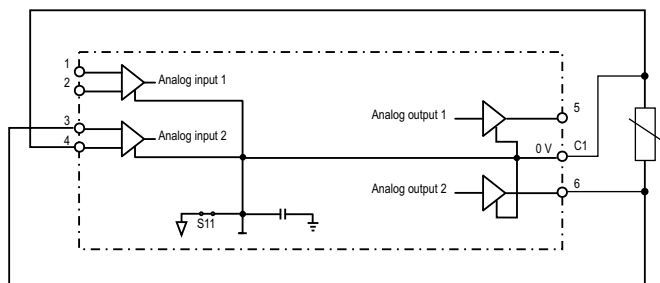 1
Analog input 1
2
3
Analog input 2
4
Analog output 1
5
0 V
C1
Analog output 2
6
S11